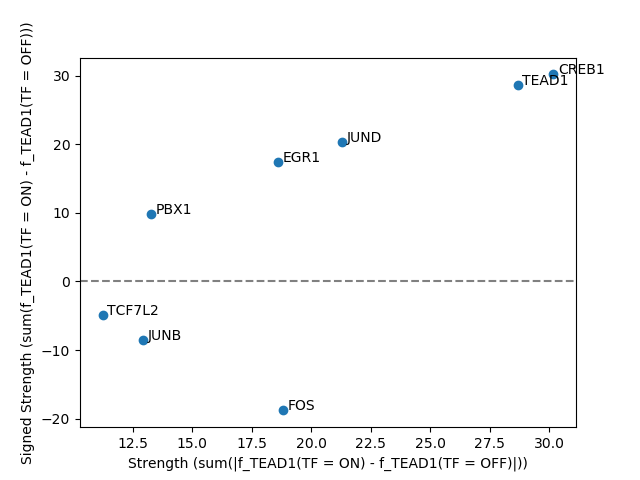 Signed Strength (sum(f_TEAD1(TF = ON) - f_TEAD1(TF = OFF)))
30
20
10
0
−10
−20
CREB1
TEAD1
JUND
EGR1
PBX1
TCF7L2
JUNB
FOS
12.5 15.0 17.5 20.0 22.5 25.0 27.5 30.0
Strength (sum(|f_TEAD1(TF = ON) - f_TEAD1(TF = OFF)|))